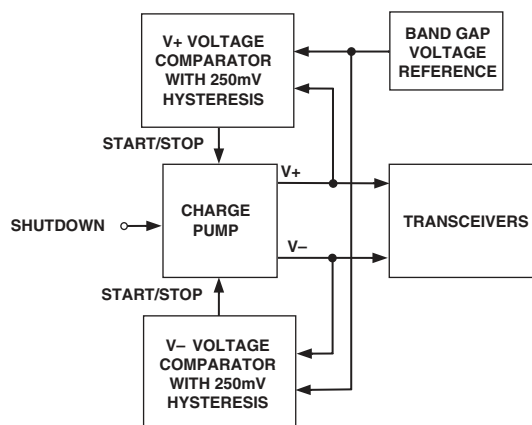 V+ VOLTAGE
COMPARATOR
WITH 250mV
HYSTERESIS
BAND GAP
VOLTAGE
REFERENCE
START/STOP
V+
SHUTDOWN
CHARGE
PUMP
TRANSCEIVERS
V–
START/STOP
V– VOLTAGE
COMPARATOR
WITH 250mV
HYSTERESIS